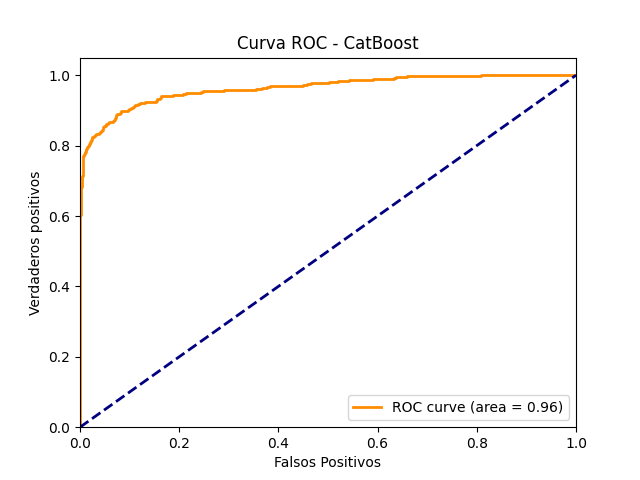 Curva ROC - CatBoost
Verdaderos positivos
1.0
0.8
0.6
0.4
0.2
0.0
0.0 0.2 0.4 0.6 0.8 1.0
Falsos Positivos
ROC curve (area = 0.96)